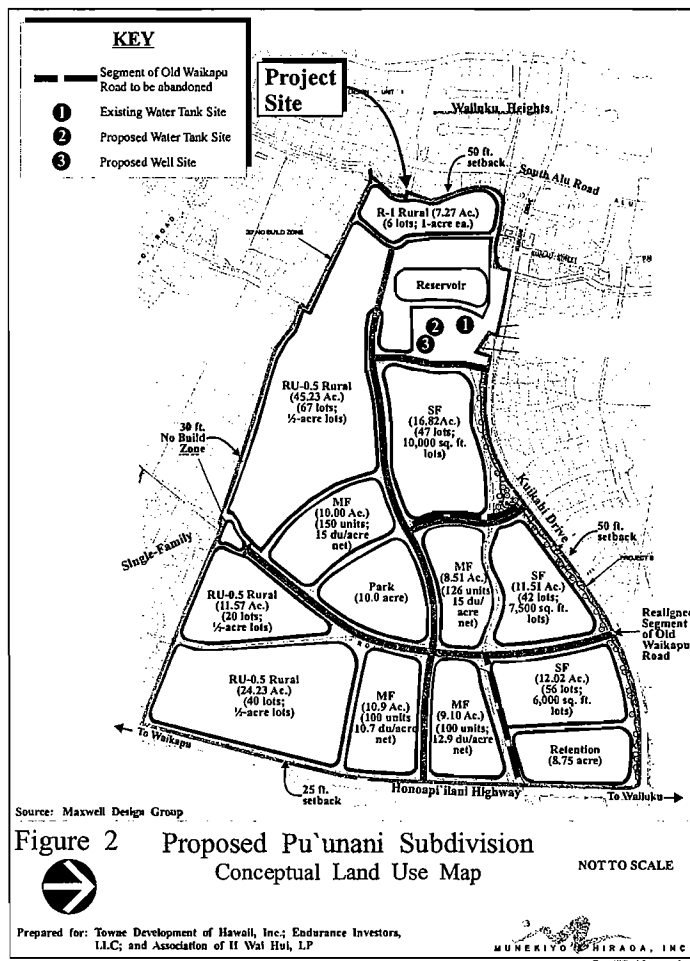 KEY
Segment of Old Waikapu
Road to be abandoned
1 Existing Water Tank Site
2 Proposed Water Tank Site
3 Proposed Well Site
Project
Site
Wailuku Heights
50 ft.
setback
South Alu Road
R-1 Rural (7.27 Ac.)
(6 lots; 1-acre ea.)
NO BUILD ZONE
Reservoir
1
2
3
RU-0.5 Rural
(45.23 Ac.)
(67 lots;
½-acre lots)
SF
(16.82Ac.)
(47 lots;
10,000 sq. ft.
lots)
30 ft.
No Build
Zone
Kuikahi Drive
50 ft.
setback
MF
(10.00 Ac.)
(150 units;
15 du/acre
net)
Single-Family
Park
(10.0 acre)
MF
(8.51 Ac.)
(126 units
15 du/
acre
net)
SF
(11.51 Ac.)
(42 lots;
7,500 sq. ft.
lots)
RU-0.5 Rural
(11.57 Ac.)
(20 lots;
½-acre lots)
Realigned
Segment
of Old
Waikapu
Road
RU-0.5 Rural
(24.23 Ac.)
(40 lots;
½-acre lots)
MF
(10.9 Ac.)
(100 units
10.7 du/acre
net)
MF
(9.10 Ac.)
(100 units;
12.9 du/acre
net)
SF
(12.02 Ac.)
(56 lots;
6,000 sq. ft.
lots)
Retention
(8.75 acre)
To Waikapu
25 ft.
setback
Honoapi`ilani Highway
To Wailuku
Source: Maxwell Design Group
Figure 2 Proposed Pu`unani Subdivision
Conceptual Land Use Map
NOT TO SCALE
Prepared for: Towne Development of Hawaii, Inc.; Endurance Investors,
LLC; and Association of II Wai Hui, LP
MUNEKIYO HIRAGA, INC